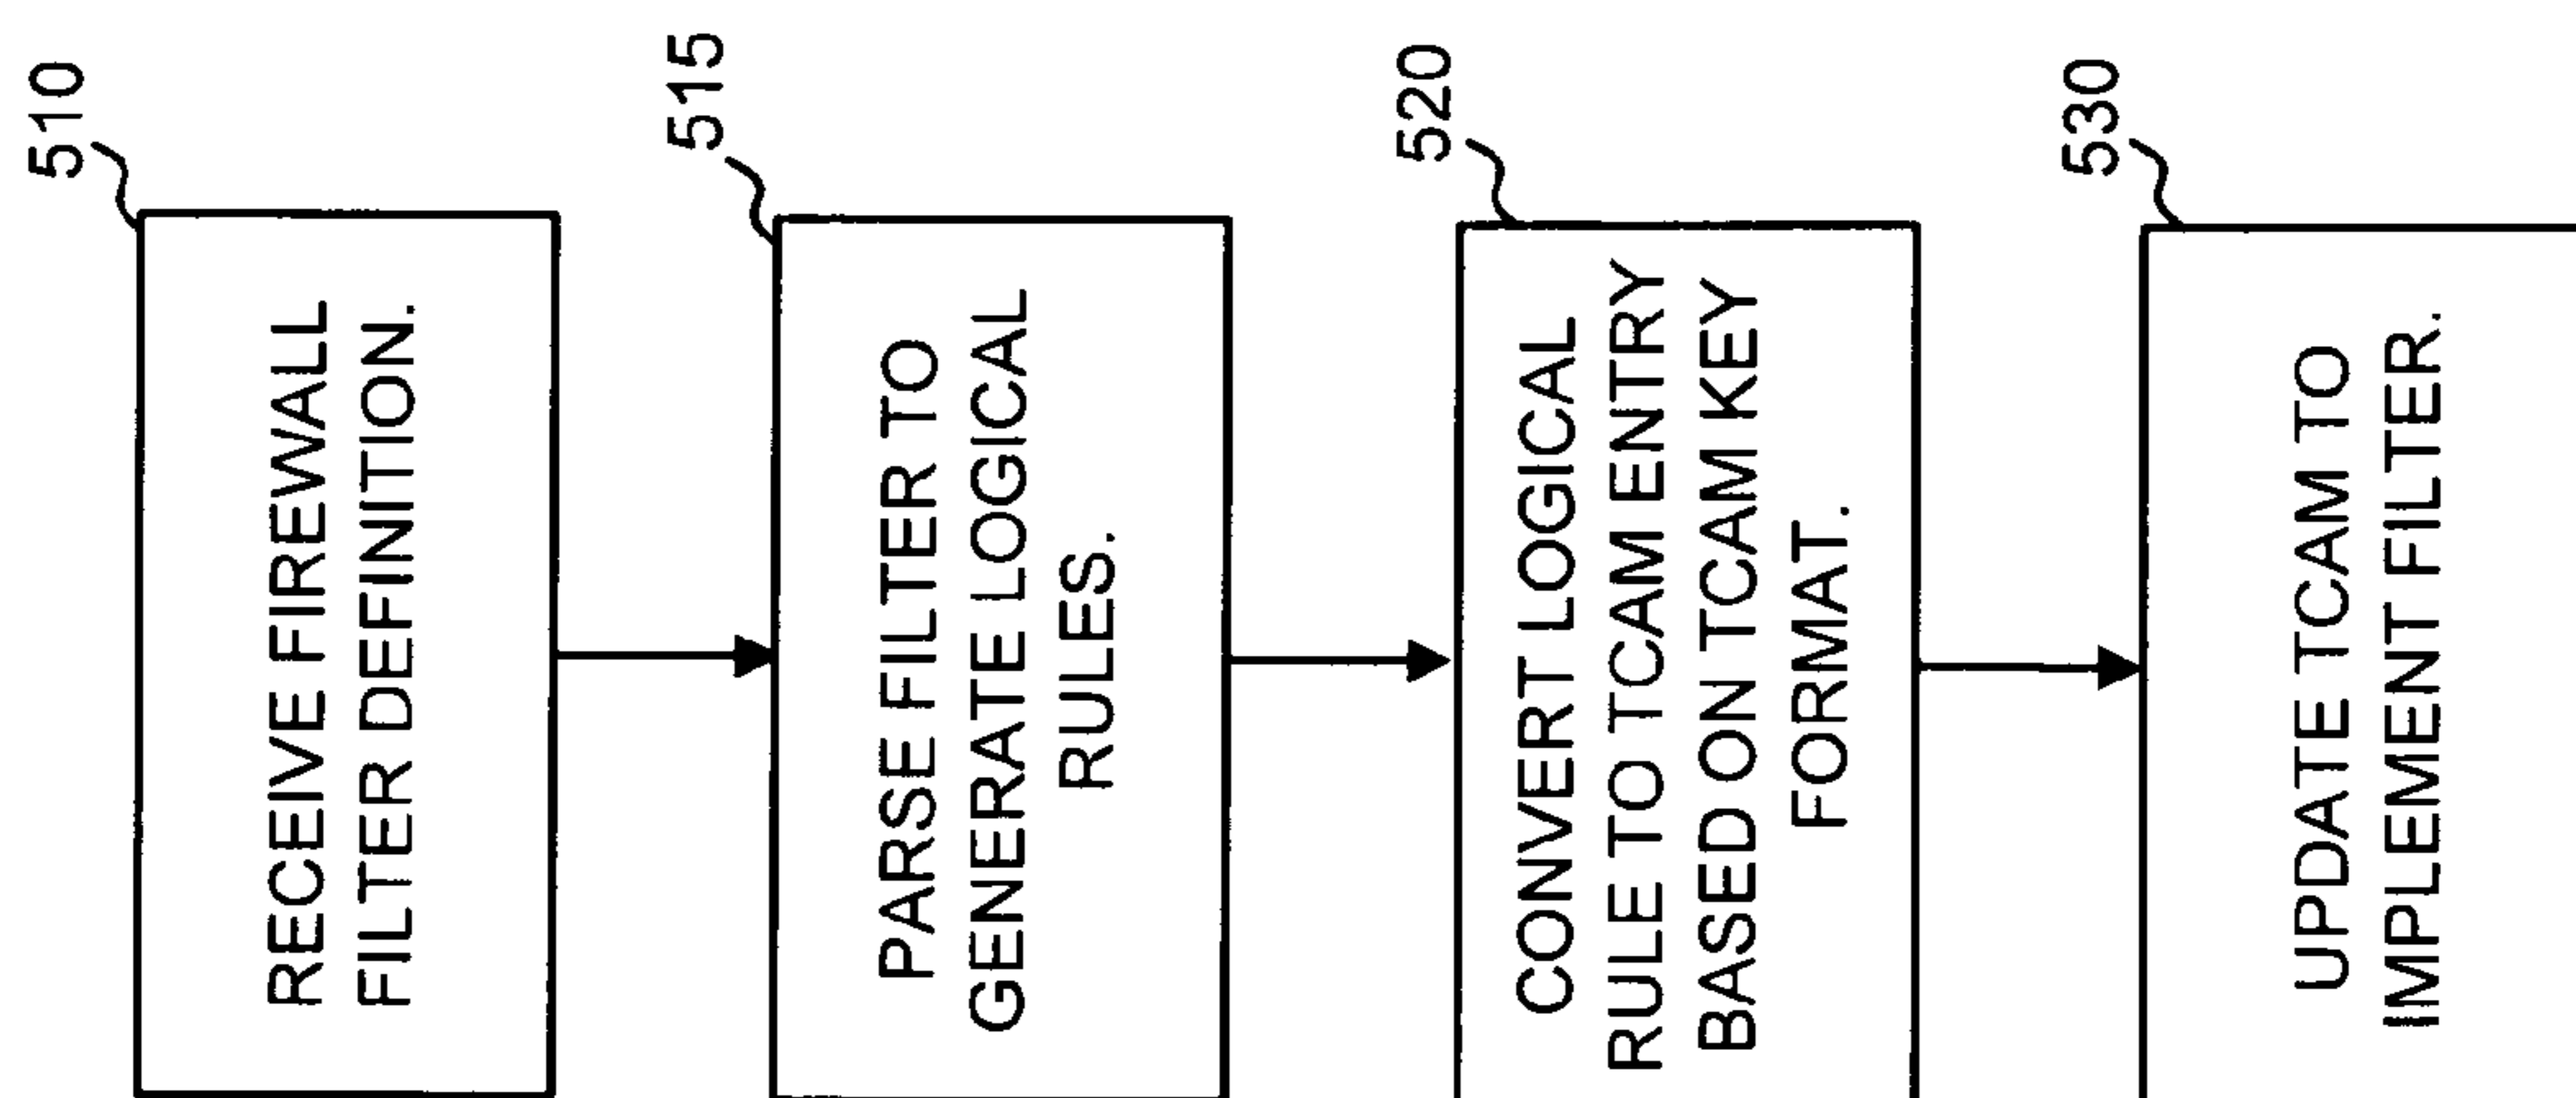 510
RECEIVE FIREWALL
FILTER DEFINITION.
515
PARSE FILTER TO
GENERATE LOGICAL
RULES.
520
CONVERT LOGICAL
RULE TO TCAM ENTRY
BASED ON TCAM KEY
FORMAT.
530
UPDATE TCAM TO
IMPLEMENT FILTER.